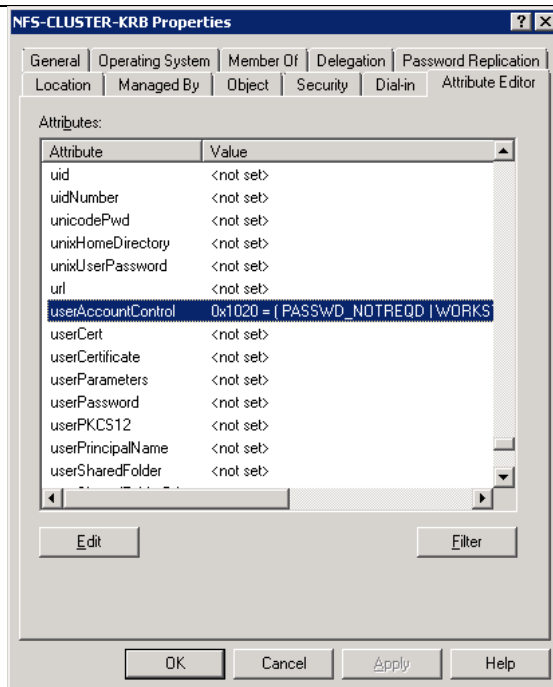 NFS-CLUSTER-KRB Properties
General Operating System Member Of Delegation Password Replication
Location Managed By Object Security Dial-in Attribute Editor
Attributes:
Attribute Value
uid <not set>
uidNumber <not set>
unicodePwd <not set>
unixHomeDirectory <not set>
unixUserPassword <not set>
url <not set>
userAccountControl 0x1020 = ( PASSWD_NOTREQD | WORKS
userCert <not set>
userCertificate <not set>
userParameters <not set>
userPassword <not set>
userPKCS12 <not set>
userPrincipalName <not set>
userSharedFolder <not set>
Edit Filter
OK Cancel Apply Help